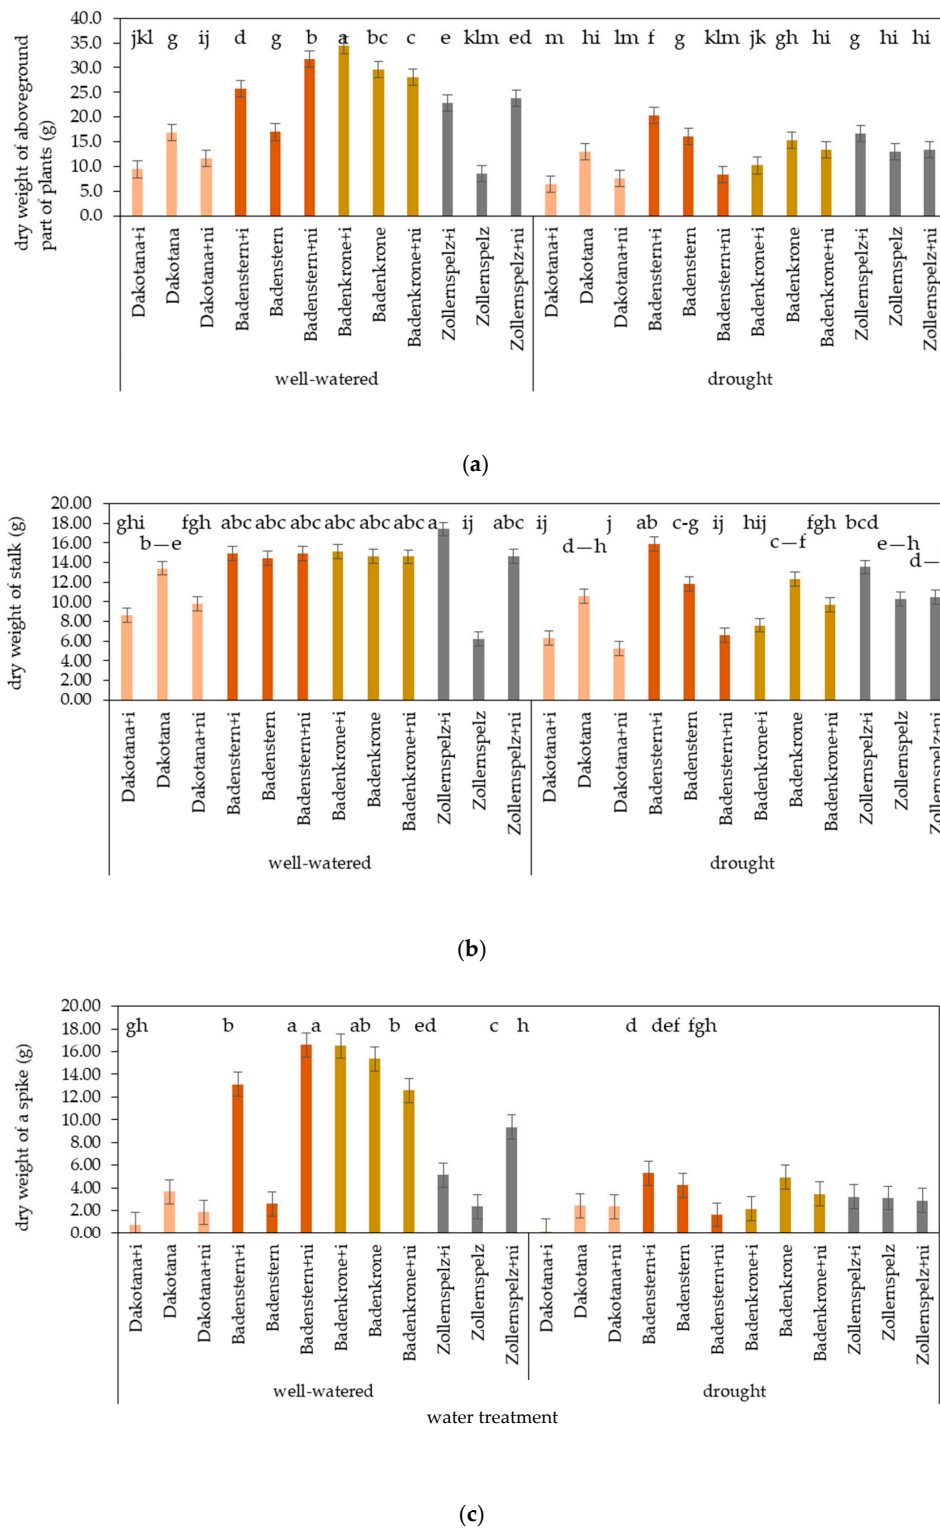 40.0
35.0
30.0
25.0
20.0
15.0
10.0
5.0
0.0
dry weight of aboveground
part of plants (g)
jkl g ij d g b a bc c e klm ed m hi lm f g klm jk gh hi g hi hi
Dakotana+i Dakotana Dakotana+ni Badenstern+i Badenstern Badenstern+ni Badenkrone+i Badenkrone Badenkrone+ni Zollernspelz+i Zollernspelz Zollernspelz+ni Dakotana+i Dakotana Dakotana+ni Badenstern+i Badenstern Badenstern+ni Badenkrone+i Badenkrone Badenkrone+ni Zollernspelz+i Zollernspelz Zollernspelz+ni
well-watered drought
(a)
20.00
18.00
16.00
14.00
12.00
10.00
8.00
6.00
4.00
2.00
0.00
dry weight of stalk (g)
ghi fgh abc abc abc abc abc abc a ij abc ij j ab c-g ij hij fgh bcd
b—e d—h c—f e—h
d—
Dakotana+i Dakotana Dakotana+ni Badenstern+i Badenstern Badenstern+ni Badenkrone+i Badenkrone Badenkrone+ni Zollernspelz+i Zollernspelz Zollernspelz+ni Dakotana+i Dakotana Dakotana+ni Badenstern+i Badenstern Badenstern+ni Badenkrone+i Badenkrone Badenkrone+ni Zollernspelz+i Zollernspelz Zollernspelz+ni
well-watered drought
(b)
20.00
18.00
16.00
14.00
12.00
10.00
8.00
6.00
4.00
2.00
0.00
dry weight of a spike (g)
gh b a a ab b ed c h d def fgh
Dakotana+i Dakotana Dakotana+ni Badenstern+i Badenstern Badenstern+ni Badenkrone+i Badenkrone Badenkrone+ni Zollernspelz+i Zollernspelz Zollernspelz+ni Dakotana+i Dakotana Dakotana+ni Badenstern+i Badenstern Badenstern+ni Badenkrone+i Badenkrone Badenkrone+ni Zollernspelz+i Zollernspelz Zollernspelz+ni
well-watered drought
water treatment
(c)